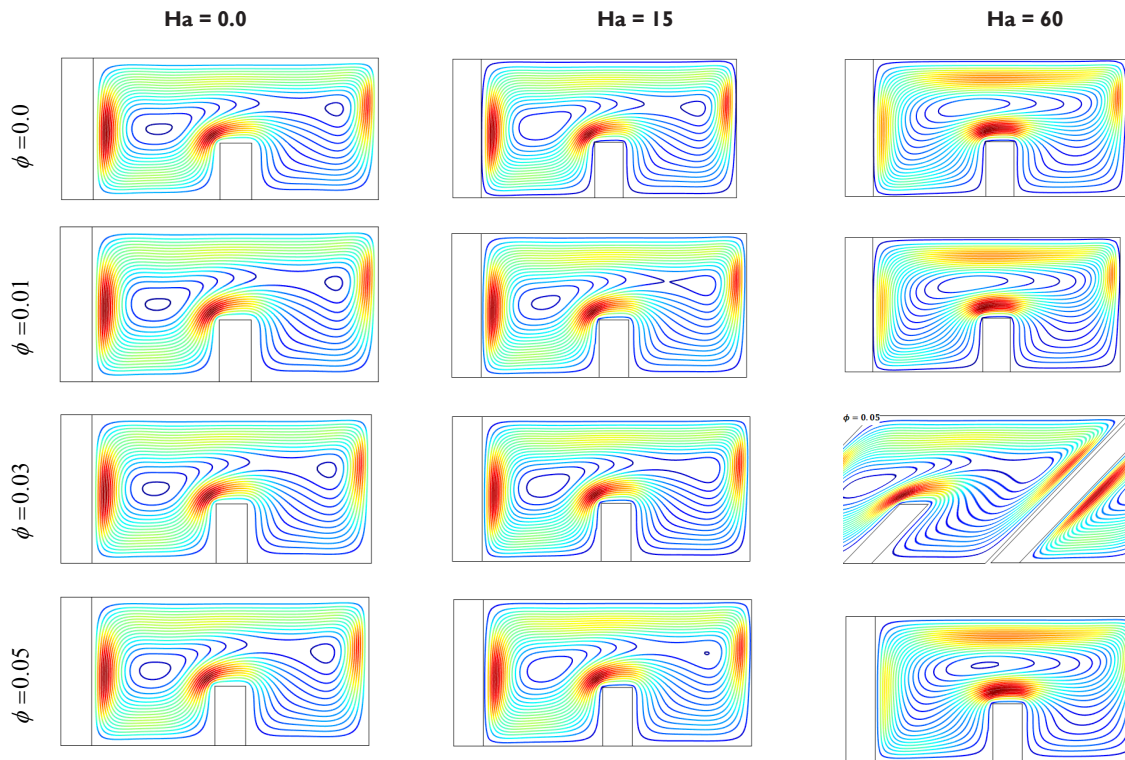 Ha = 0.0 Ha = 15 Ha = 60
ϕ = 0.0
ϕ = 0.01
ϕ = 0.03
ϕ = 0.05
ϕ = 0.05